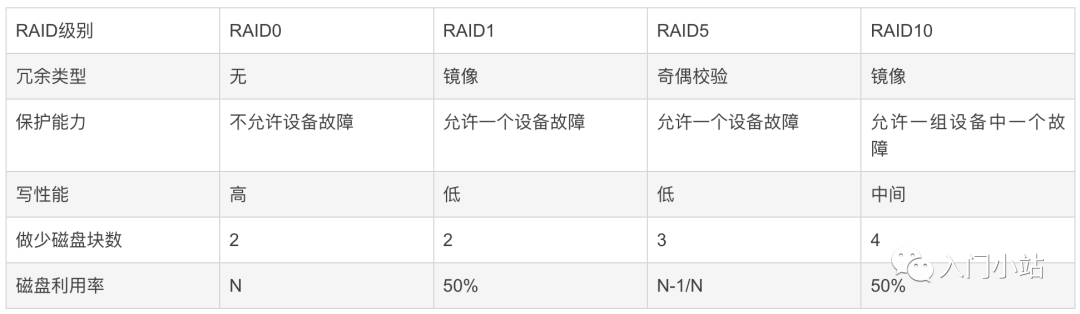 RAID级别 RAID0 RAID1 RAID5 RAID10
冗余类型 无 镜像 奇偶校验 镜像
保护能力 不允许设备故障 允许一个设备故障 允许一个设备故障 允许一组设备中一个故
障
写性能 高 低 低 中间
做少磁盘块数 2 2 3 4
入门小站
磁盘利用率 N 50% N-1/N 50%